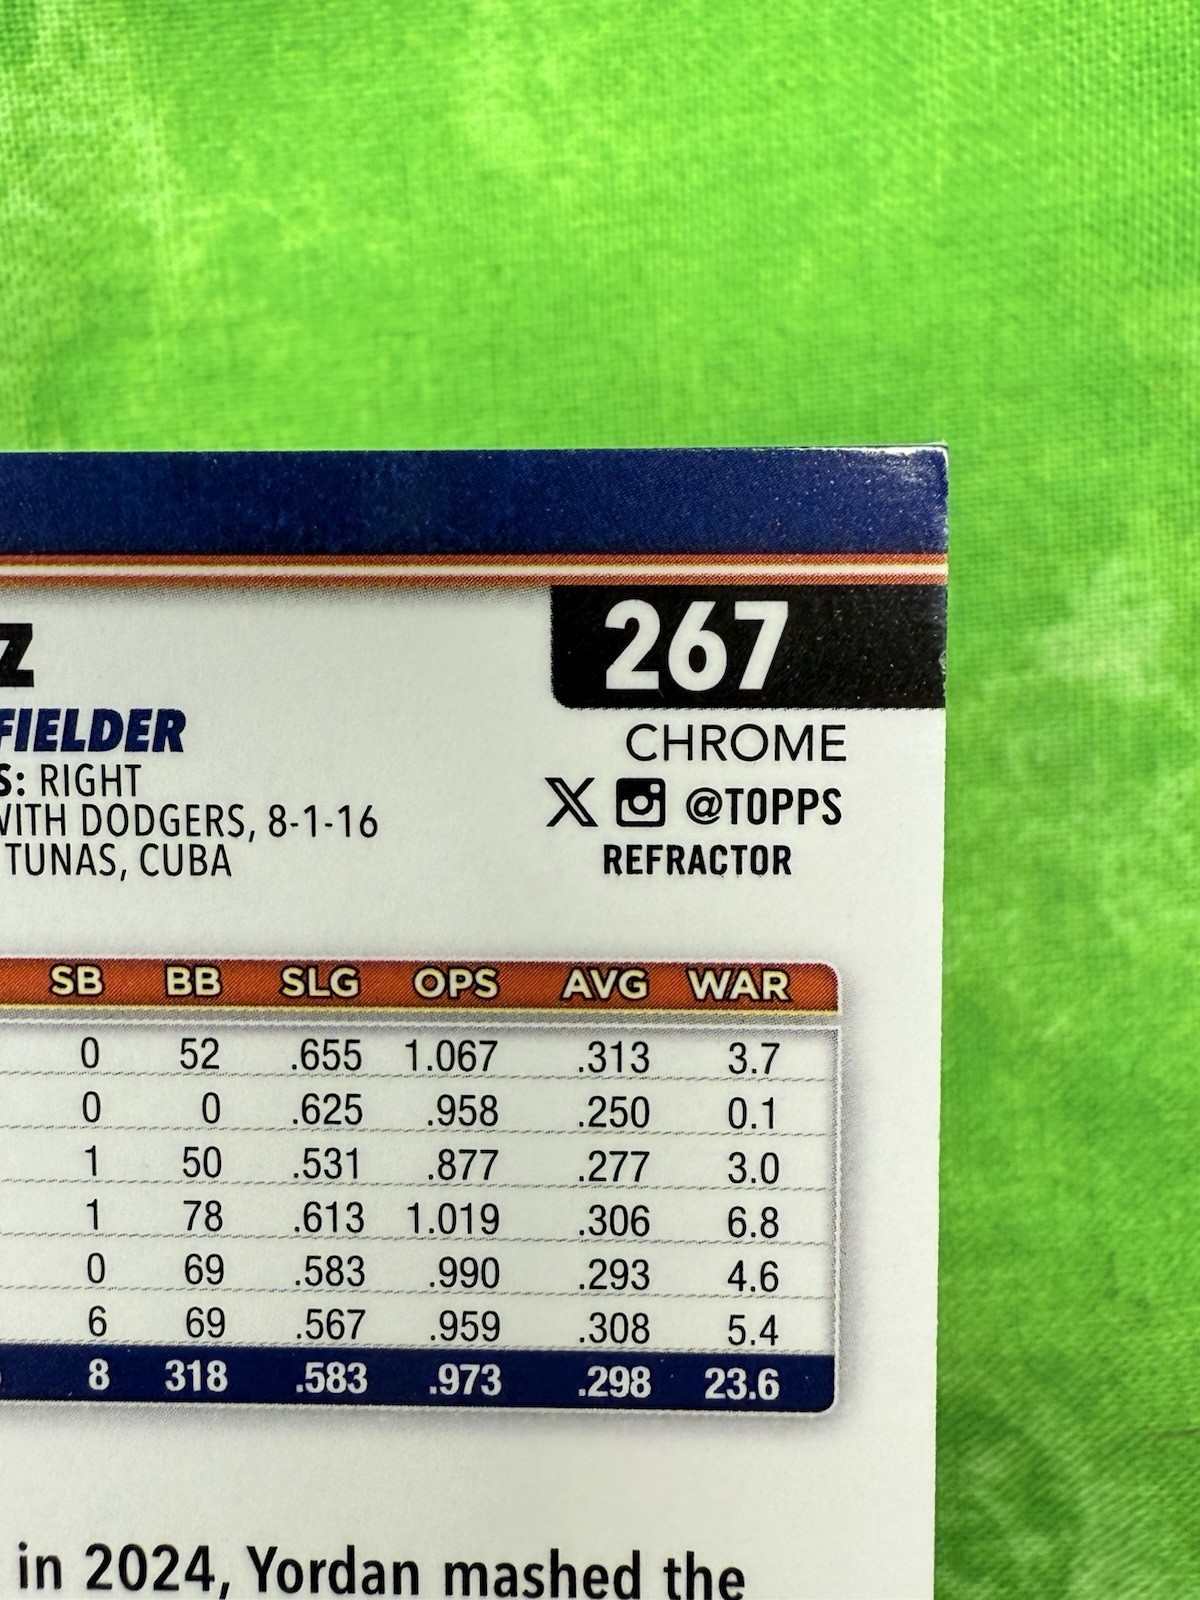 267
Z
FIELDER
CHROME
S: RIGHT
X @TOPPS
WITH DODGERS, 8-1-16
TUNAS, CUBA
REFRACTOR
SB BB SLG OPS AVG WAR
0 52 .655 1.067 .313 3.7
0 0 .625 .958 .250 0.1
1 50 .531 .877 .277 3.0
1 78 .613 1.019 .306 6.8
0 69 .583 .990 .293 4.6
6 69 .567 .959 .308 5.4
8 318 .583 .973 .298 23.6
in 2024, Yordan mashed the